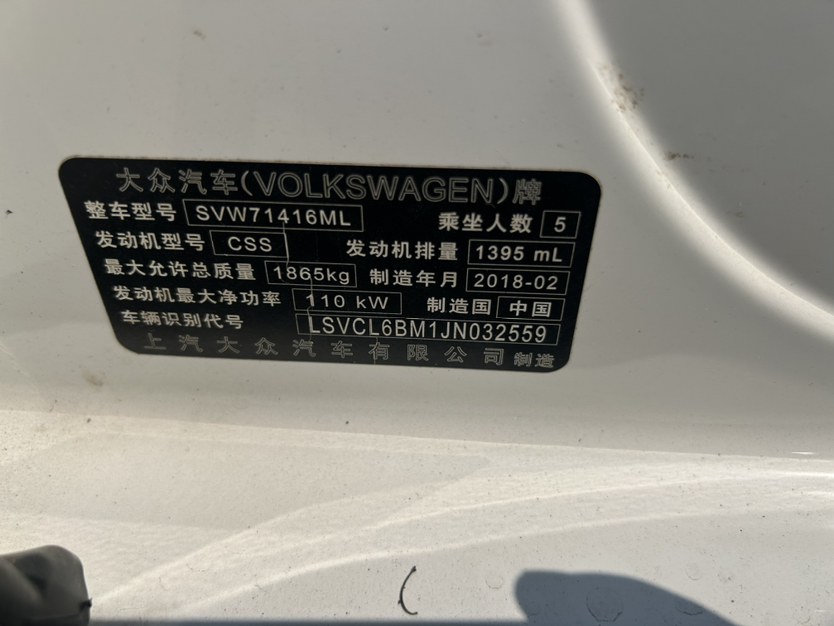 大众汽车(VOLKSWAGEN)牌
整车型号 SVW71416ML 乘坐人数 5
发动机型号 CSS 发动机排量 1395 mL
最大允许总质量 1865kg 制造年月 2018-02
发动机最大净功率 110 kW 制造国 中国
车辆识别代号 LSVCL6BM1JN032559
上汽大众汽车有限公司制造